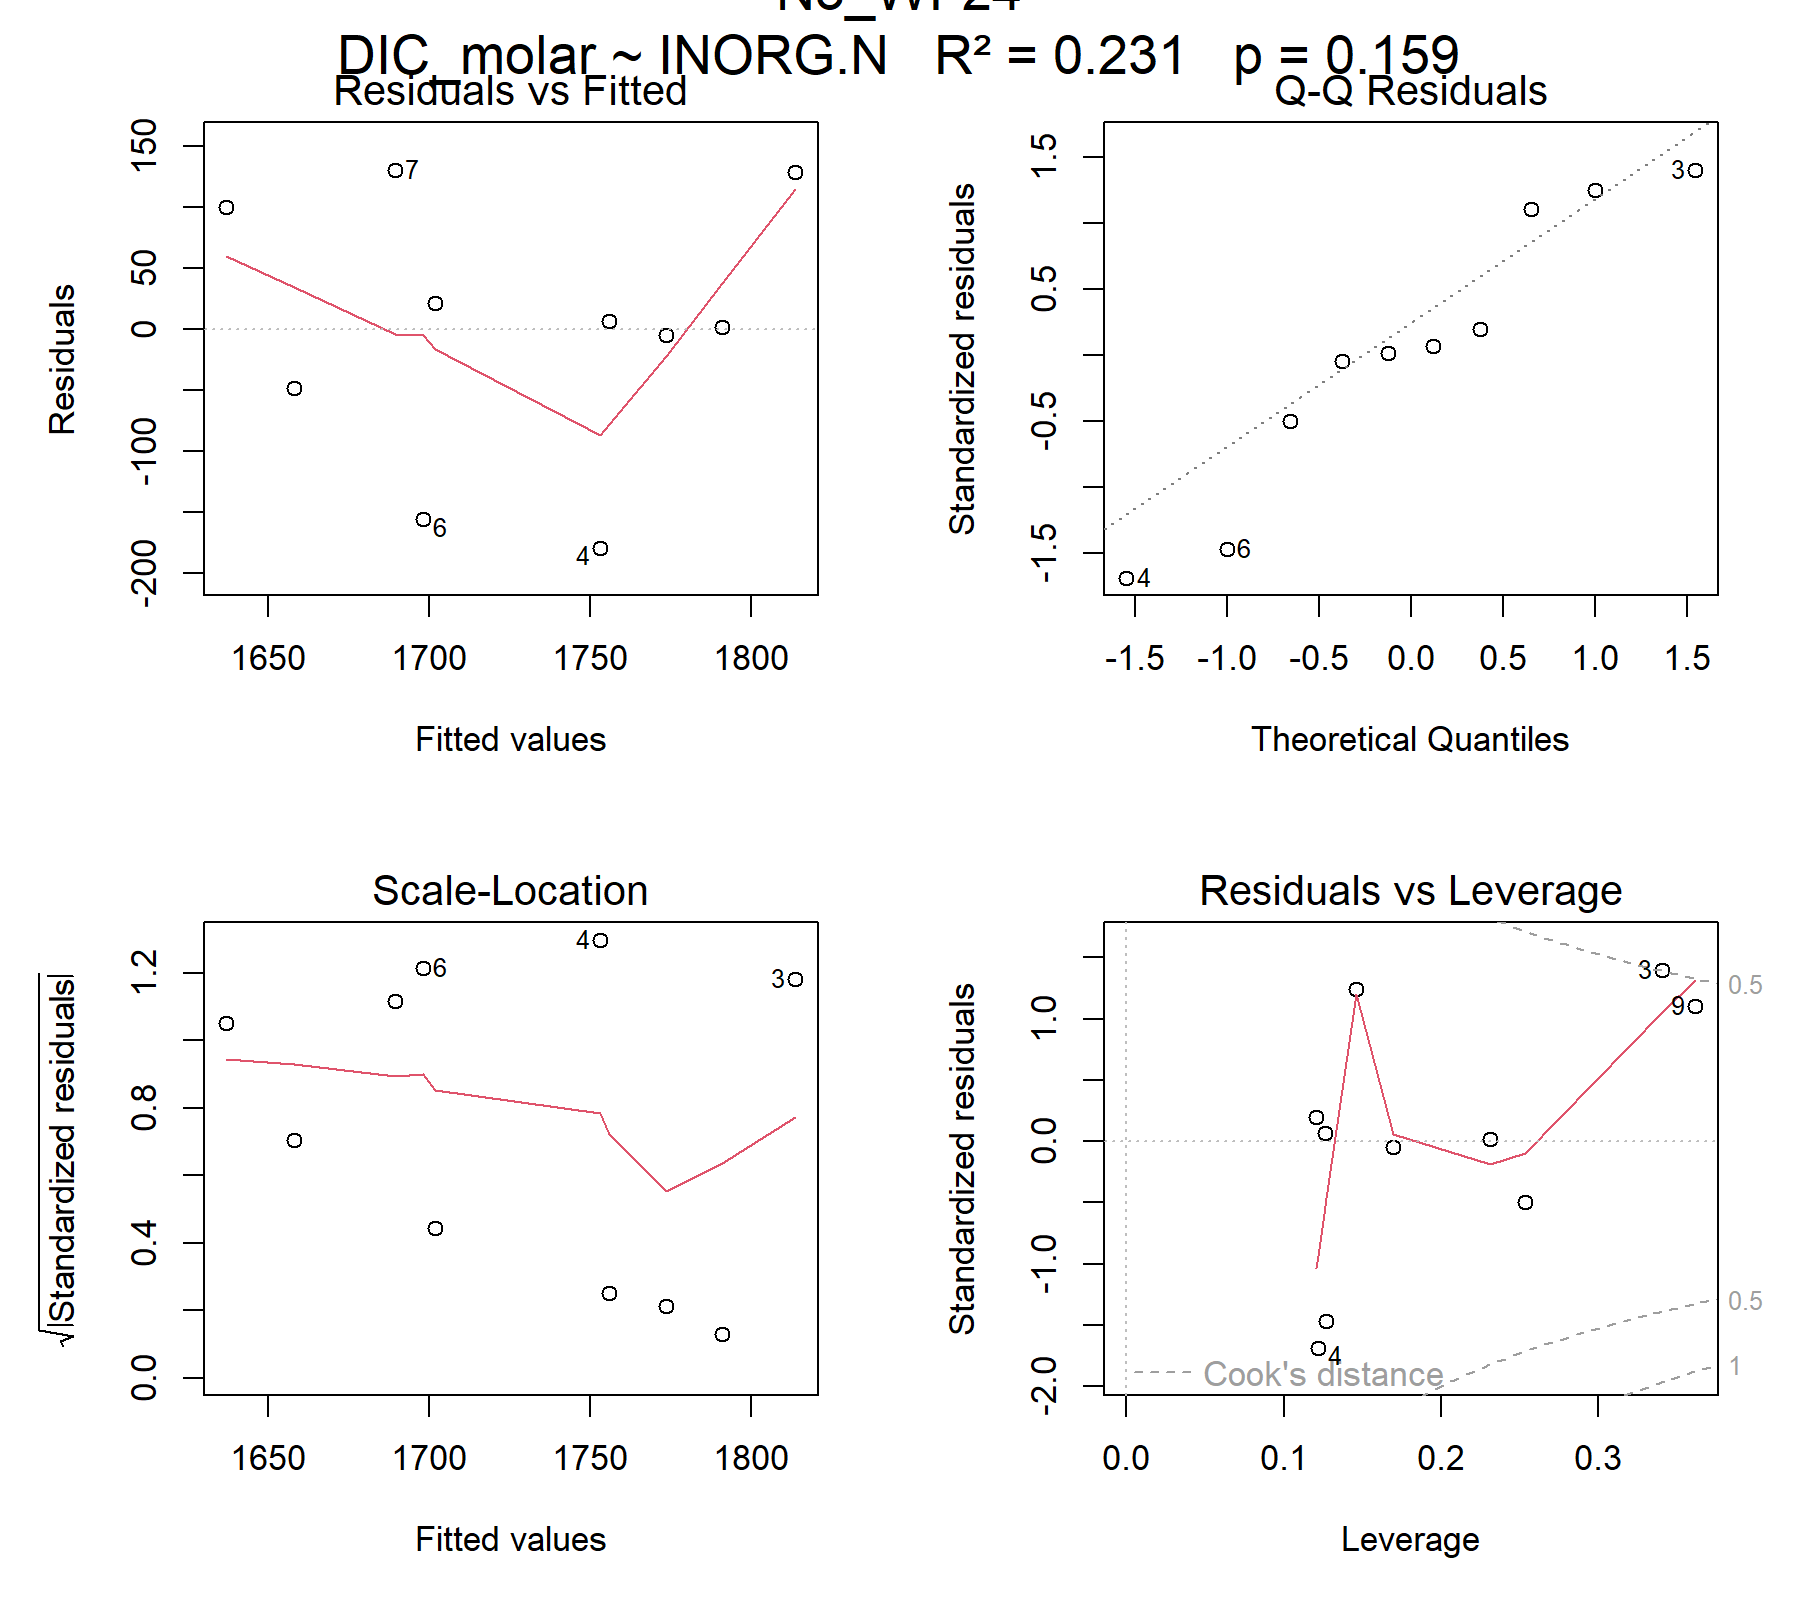 DIC_molar ~ INORG.N R² = 0.231 p = 0.159
Residuals vs Fitted
Residuals
150
50
0
-100
-200
7
6
4
1650 1700 1750 1800
Fitted values
Q-Q Residuals
Standardized residuals
1.5
0.5
-0.5
-1.5
3
6
4
-1.5 -1.0 -0.5 0.0 0.5 1.0 1.5
Theoretical Quantiles
Scale-Location
√|Standardized residuals|
1.2
0.8
0.4
0.0
4
6
3
1650 1700 1750 1800
Fitted values
Residuals vs Leverage
Standardized residuals
1.0
0.0
-1.0
-2.0
3
9
4
0.5
0.5
1
Cook's distance
0.0 0.1 0.2 0.3
Leverage